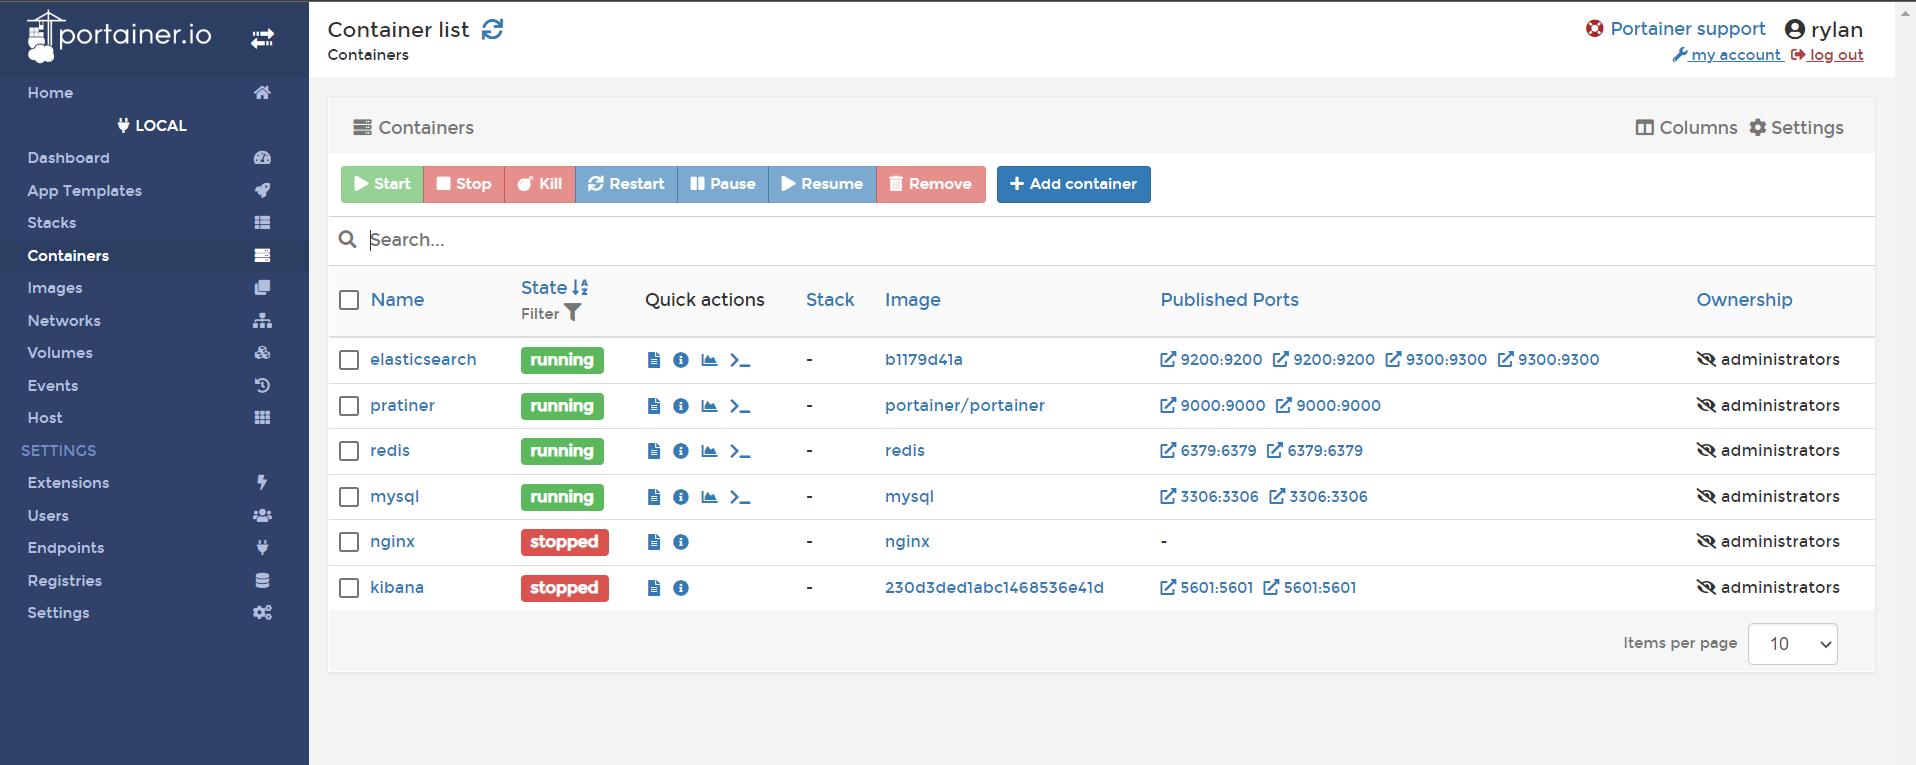 portainer.io
Container list
Containers
Portainer support rylan
my account log out
Home
LOCAL
Dashboard
App Templates
Stacks
Containers
Images
Networks
Volumes
Events
Host
SETTINGS
Extensions
Users
Endpoints
Registries
Settings
Containers
Columns Settings
Start Stop Kill Restart Pause Resume Remove Add container
Search...
Name State Filter Quick actions Stack Image Published Ports Ownership
elasticsearch running - b1179d41a 9200:9200 9200:9200 9300:9300 9300:9300 administrators
pratiner running - portainer/portainer 9000:9000 9000:9000 administrators
redis running - redis 6379:6379 6379:6379 administrators
mysql running - mysql 3306:3306 3306:3306 administrators
nginx stopped - nginx - administrators
kibana stopped - 230d3ded1abc1468536e41d 5601:5601 5601:5601 administrators
Items per page 10